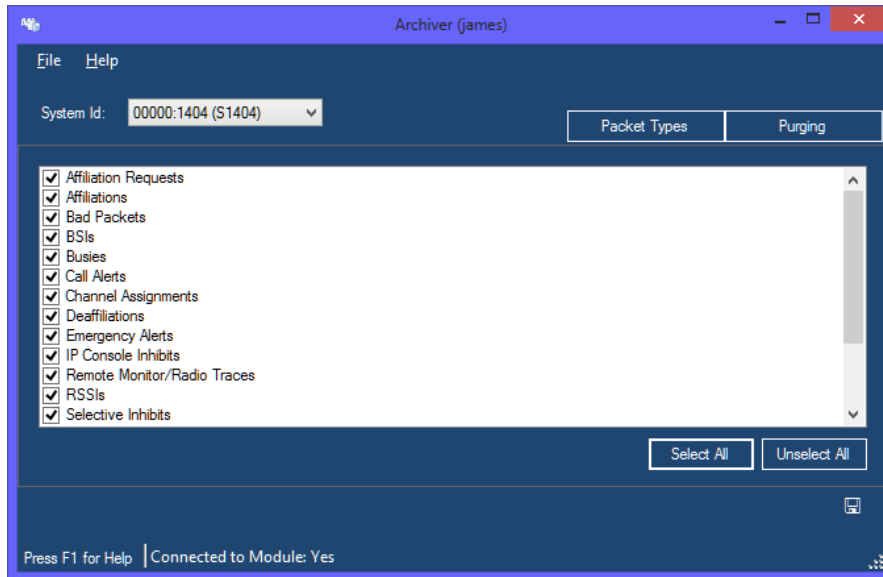 Archiver (james)
File Help
System Id: 00000:1404 (S1404)
Packet Types Purging
Affiliation Requests
Affiliations
Bad Packets
BSIs
Busies
Call Alerts
Channel Assignments
Deaffiliations
Emergency Alerts
IP Console Inhibits
Remote Monitor/Radio Traces
RSSIs
Selective Inhibits
Select All Unselect All
Press F1 for Help Connected to Module: Yes